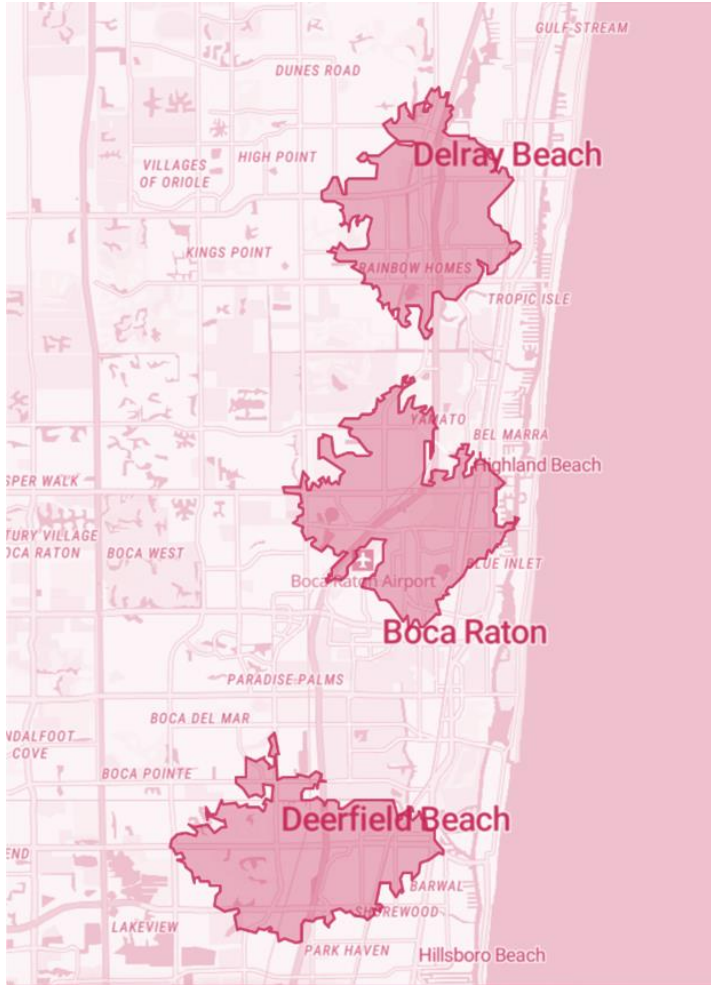 GULF STREAM
DUNES ROAD
Delray Beach
HIGH POINT
VILLAGES
OF ORIOLE
KINGS POINT
RAINBOW HOMES
TROPIC ISLE
YAMATO
BEL MARRA
Highland Beach
SPER WALK
TURY VILLAGE
OCA RATON
BOCA WEST
BLUE INLET
Boca Raton Airport
Boca Raton
PARADISE PALMS
BOCA DEL MAR
NDALFOOT
COVE
BOCA POINTE
Deerfield Beach
END
BARWAL
SHOREWOOD
LAKEVIEW
PARK HAVEN
Hillsboro Beach